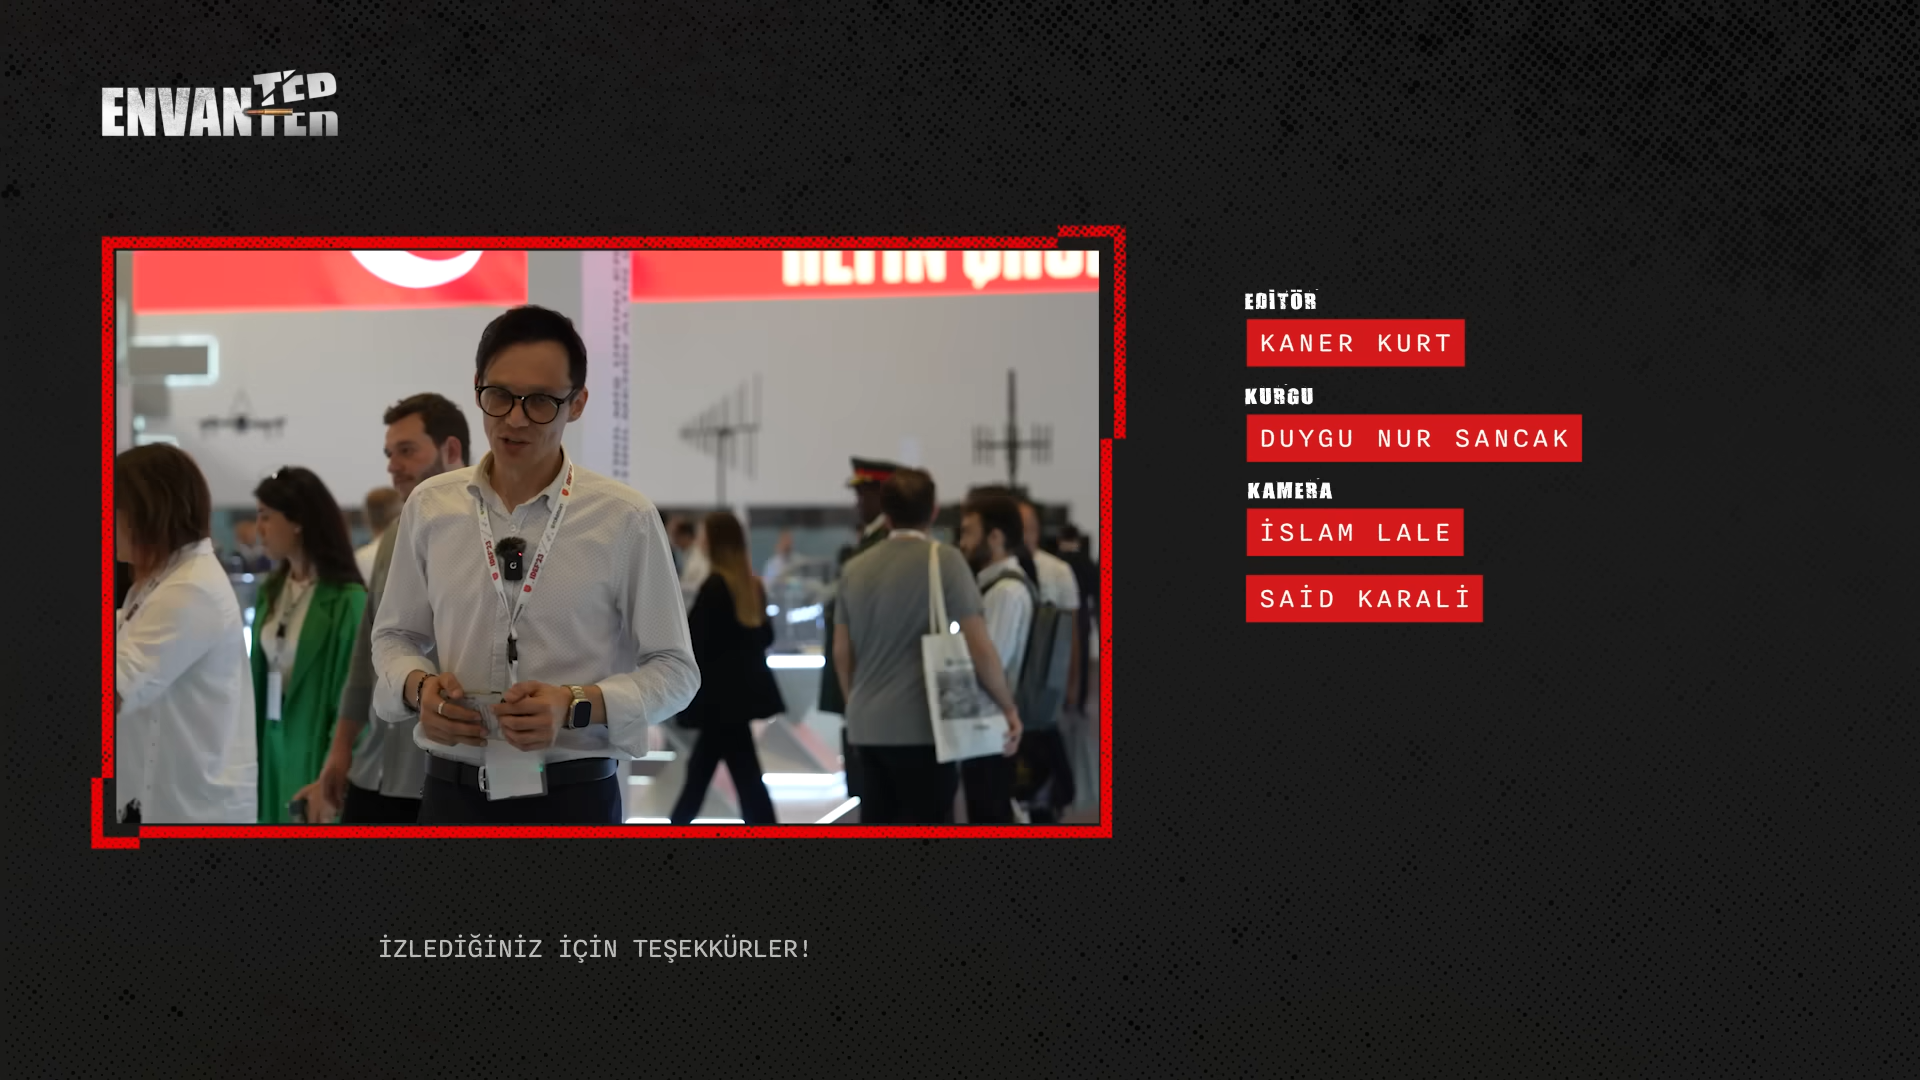 ENVANTER
EDİTÖR
KANER KURT
KURGU
DUYGU NUR SANCAK
KAMERA
İSLAM LALE
SAİD KARALİ
İZLEDİĞİNİZ İÇİN TEŞEKKÜRLER!